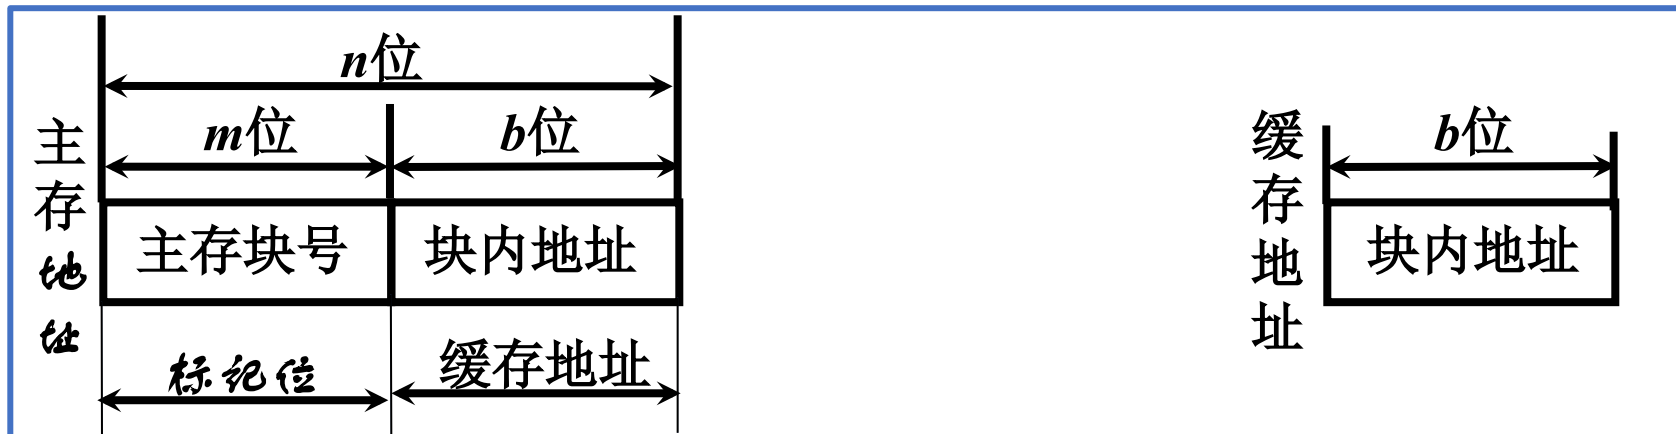 n位
m位
b位
主存地址
主存块号
块内地址
标记位
缓存地址
b位
缓存地址
块内地址